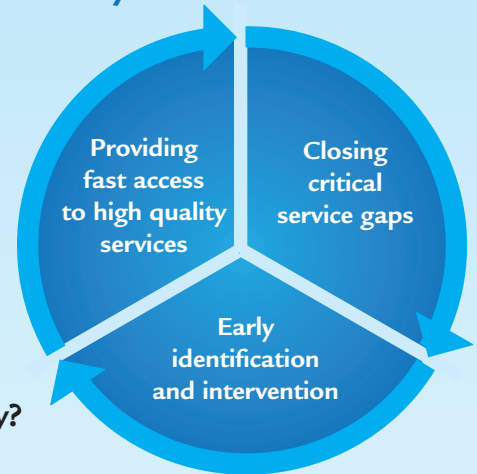 Providing
fast access
to high quality
services
Closing
critical
service gaps
Early
identification
and intervention
y?